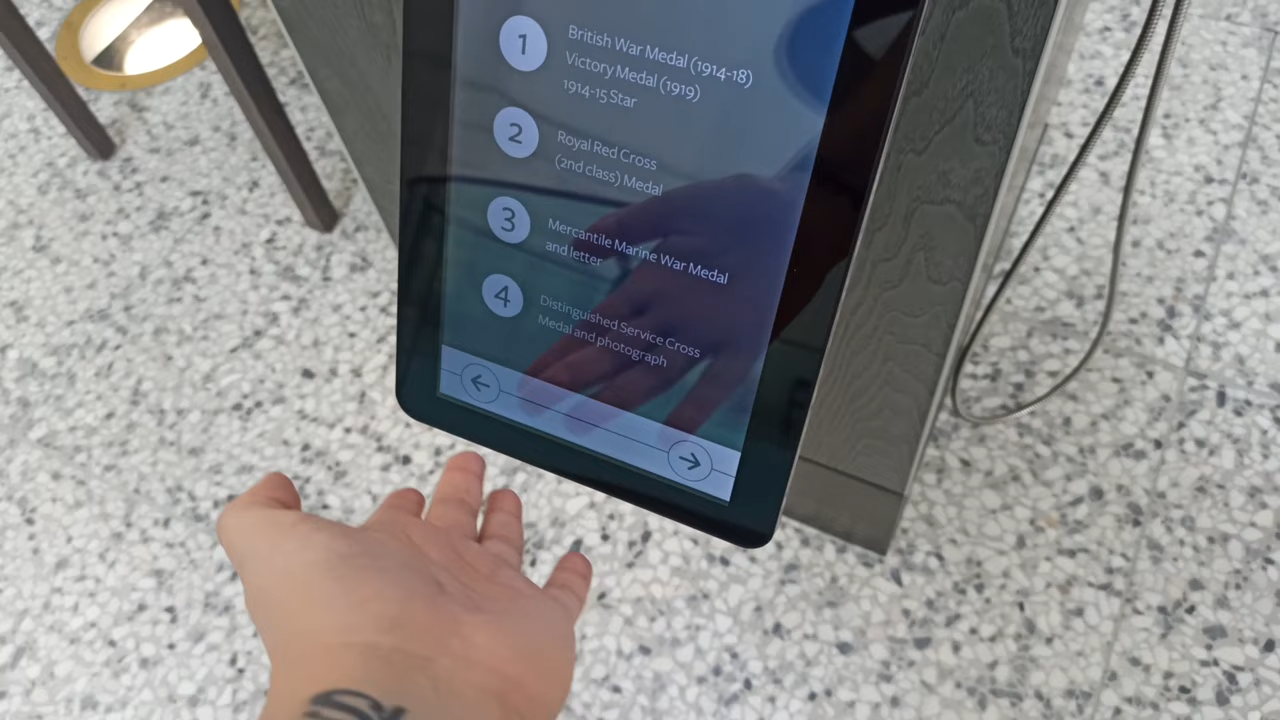 1
British War Medal (1914-18)
Victory Medal (1919)
1914-15 Star
2
Royal Red Cross
(2nd class) Medal
3
Mercantile Marine War Medal
and letter
4
Distinguished Service Cross
Medal and photograph